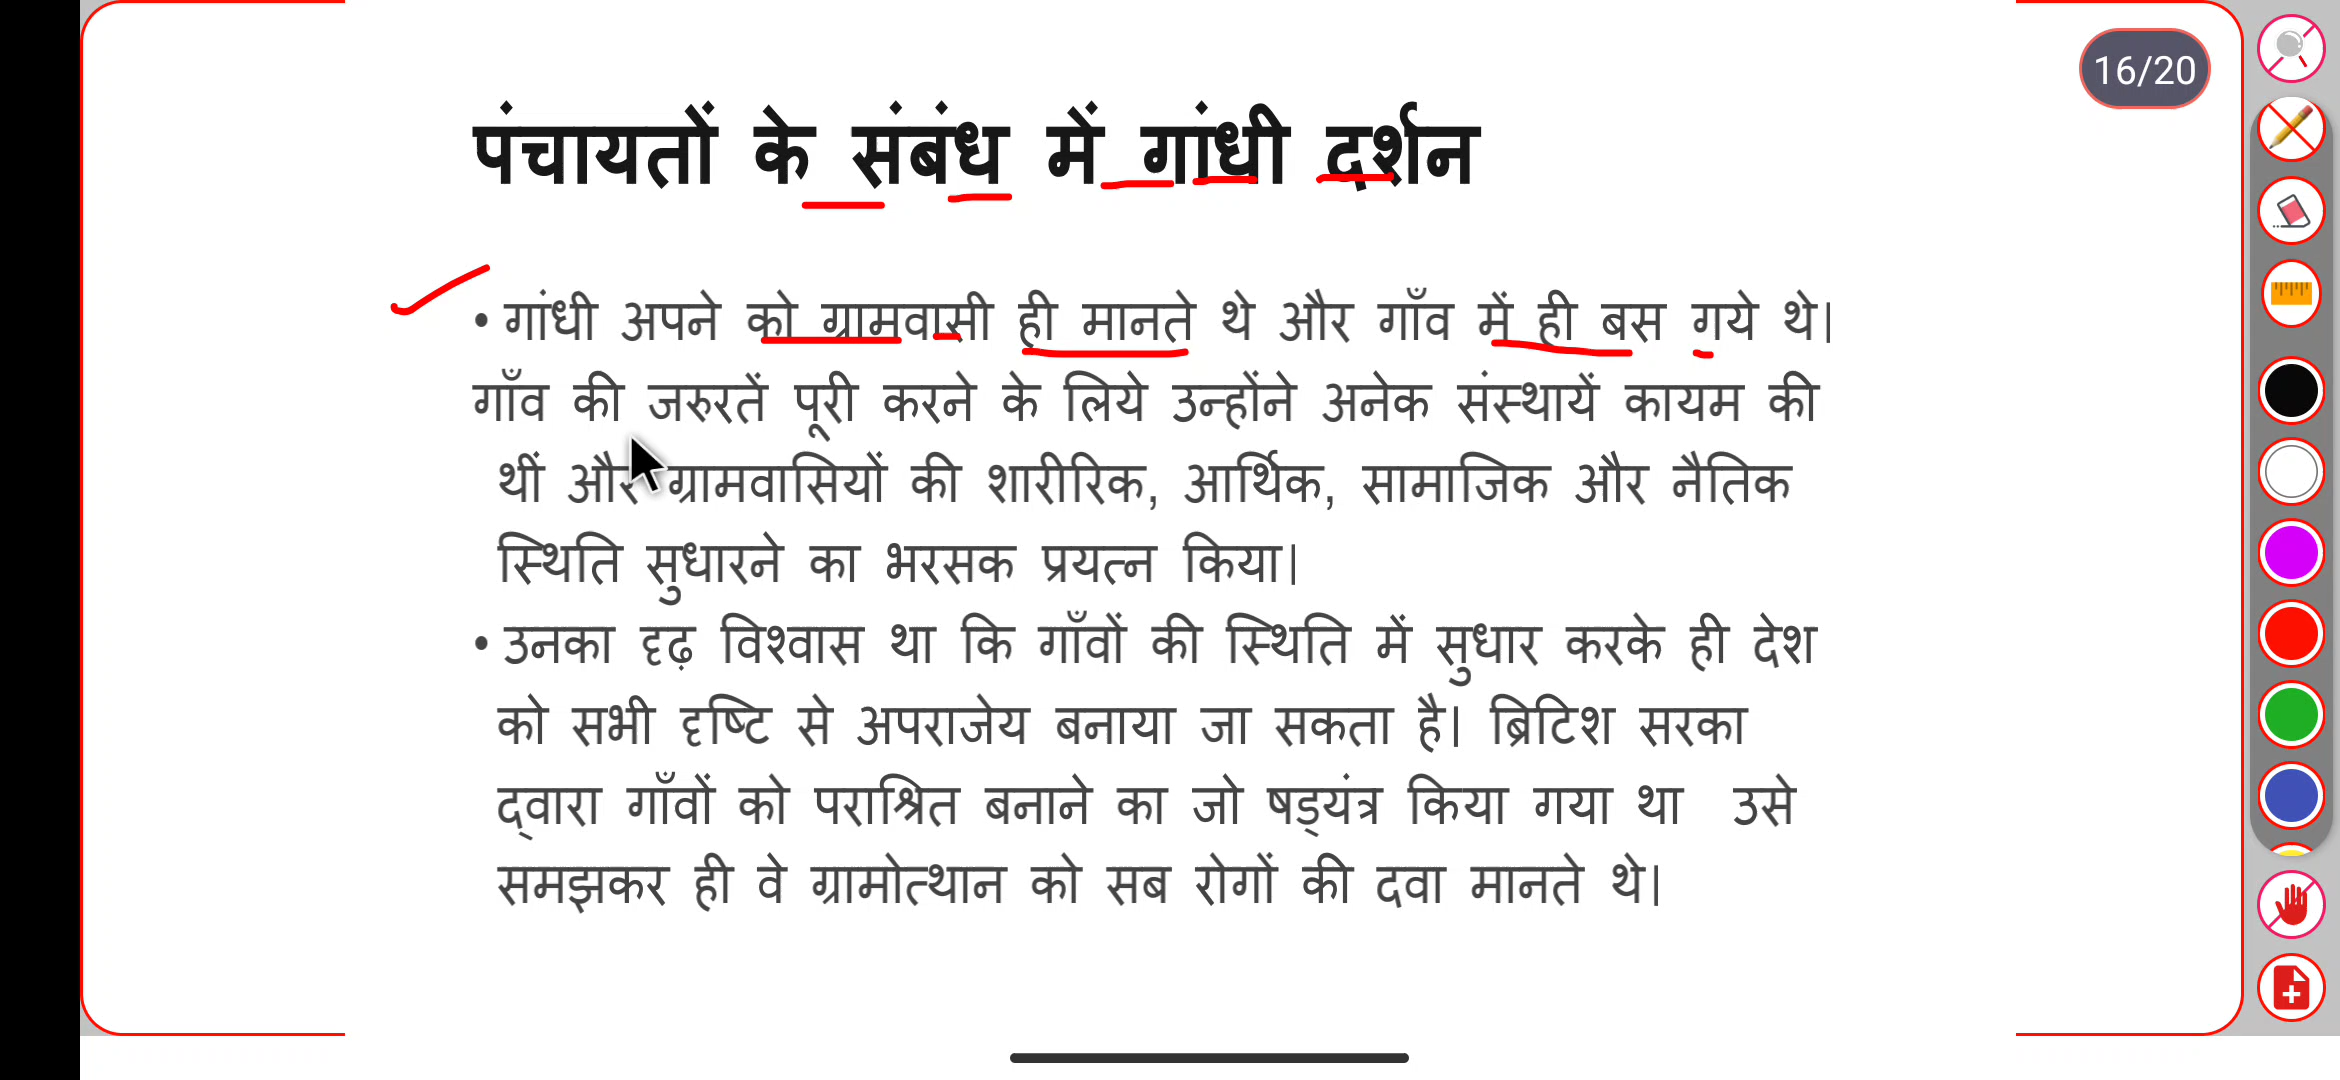 16/20
पंचायतों के संबंध में गांधी दर्शन
• गांधी अपने को ग्रामवासी ही मानते थे और गाँव में ही बस गये थे।
गाँव की जरुरतें पूरी करने के लिये उन्होंने अनेक संस्थायें कायम की
थीं और ग्रामवासियों की शारीरिक, आर्थिक, सामाजिक और नैतिक
स्थिति सुधारने का भरसक प्रयत्न किया।
• उनका दृढ़ विश्वास था कि गाँवों की स्थिति में सुधार करके ही देश
को सभी दृष्टि से अपराजेय बनाया जा सकता है। ब्रिटिश सरका
द्वारा गाँवों को पराश्रित बनाने का जो षड्यंत्र किया गया था उसे
समझकर ही वे ग्रामोत्थान को सब रोगों की दवा मानते थे।